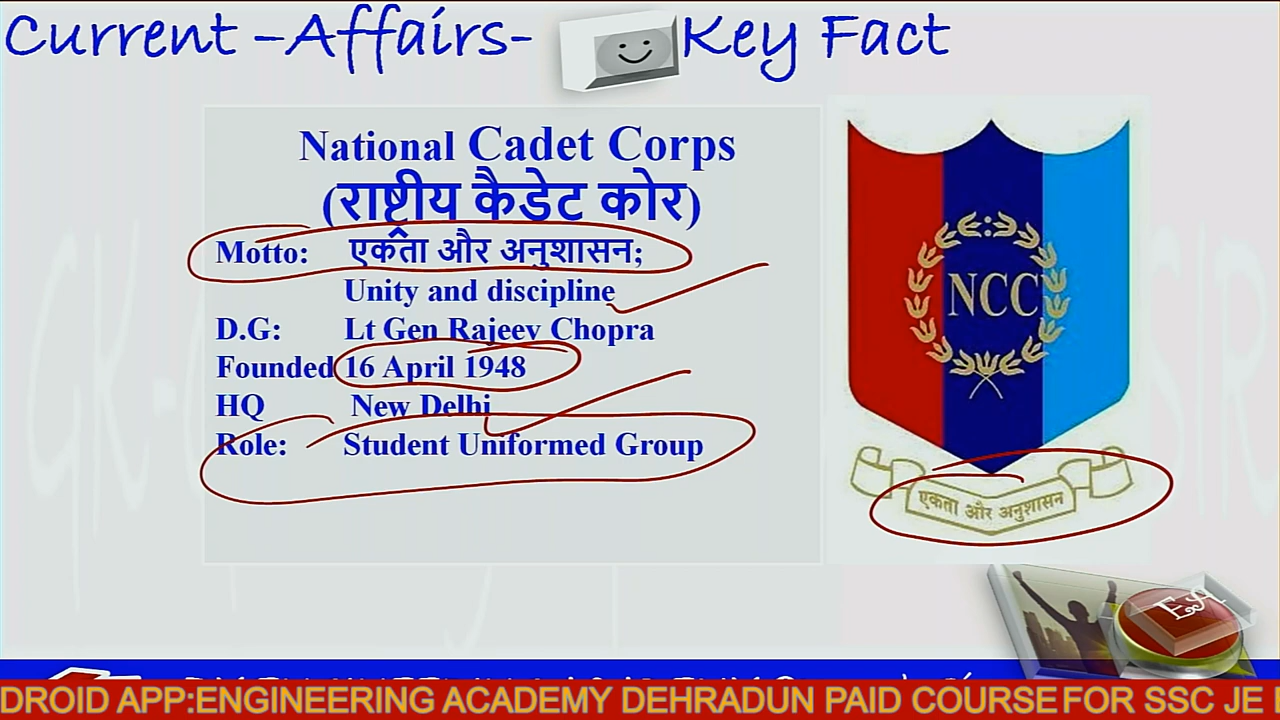 Current –Affairs- Key Fact
National Cadet Corps
(राष्ट्रीय कैडेट कोर)
Motto: एकता और अनुशासन;
Unity and discipline
D.G: Lt Gen Rajeev Chopra
Founded 16 April 1948
HQ New Delhi
Role: Student Uniformed Group
NCC
एकता और अनुशासन
EA
DROID APP:ENGINEERING ACADEMY DEHRADUN PAID COURSE FOR SSC JE